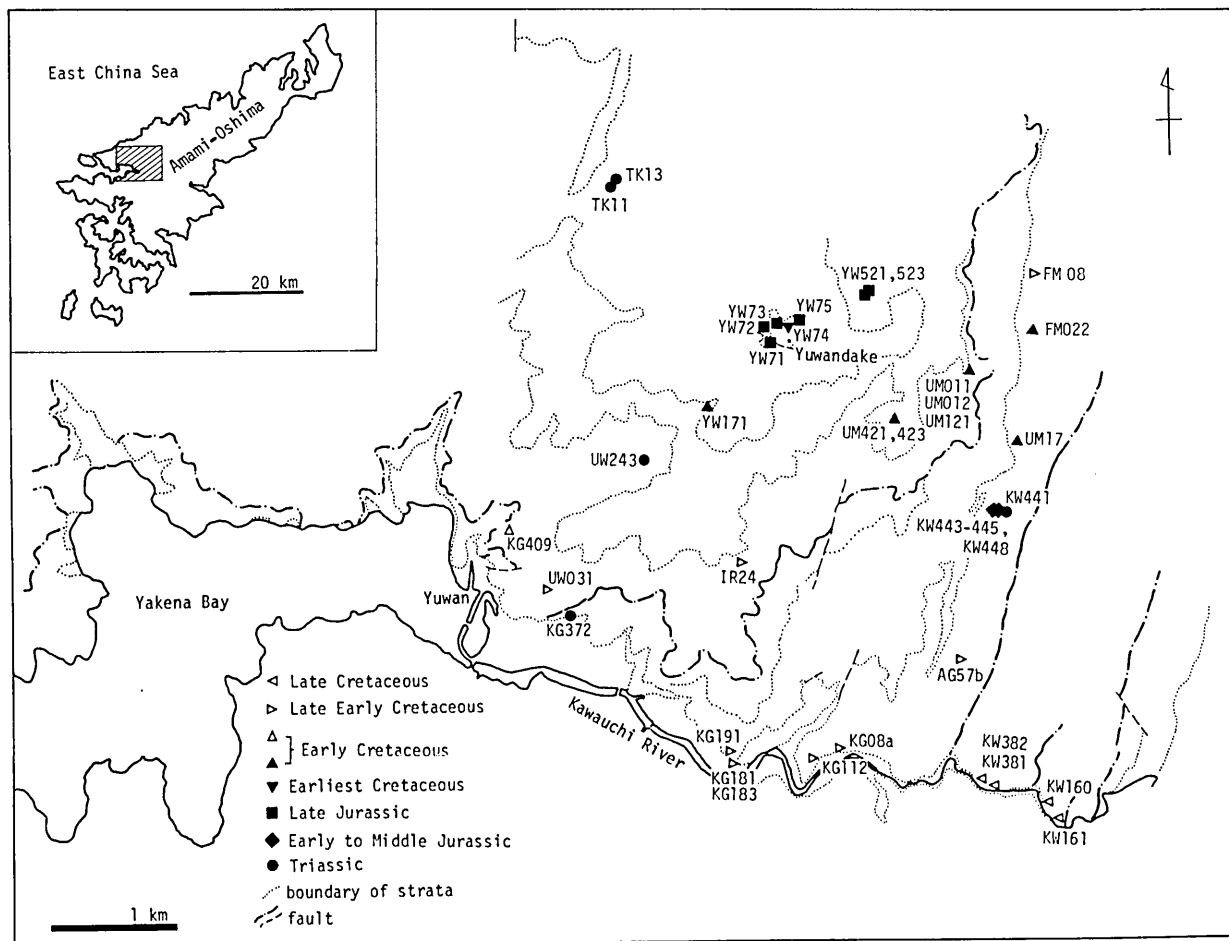 East China Sea
Amami-Oshima
20 km
TK13
TK11
YW521,523
FM 08
YW73
YW75
YW72
YW74
FM022
YW71
Yuwandake
UM011
UM012
UM121
YW171
UM421,423
UM17
UW243
KW441
KW443-445,
KW448
KG409
IR24
UW031
Yakena Bay
Yuwan
KG372
AG57b
Late Cretaceous
Late Early Cretaceous
Early Cretaceous
Earliest Cretaceous
Late Jurassic
Early to Middle Jurassic
Triassic
boundary of strata
fault
1 km
Kawauchi River
KG191
KG181
KG183
KG08a
KG112
KW382
KW381
KW160
KW161